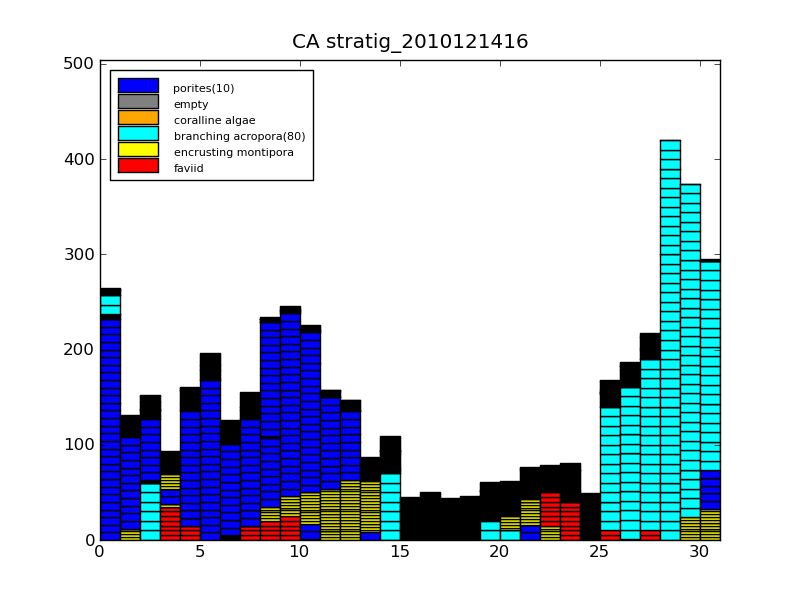 CA stratig_2010121416
500
400
300
200
100
0
porites(10)
empty
coralline algae
branching acropora(80)
encrusting montipora
faviid
0 5 10 15 20 25 30